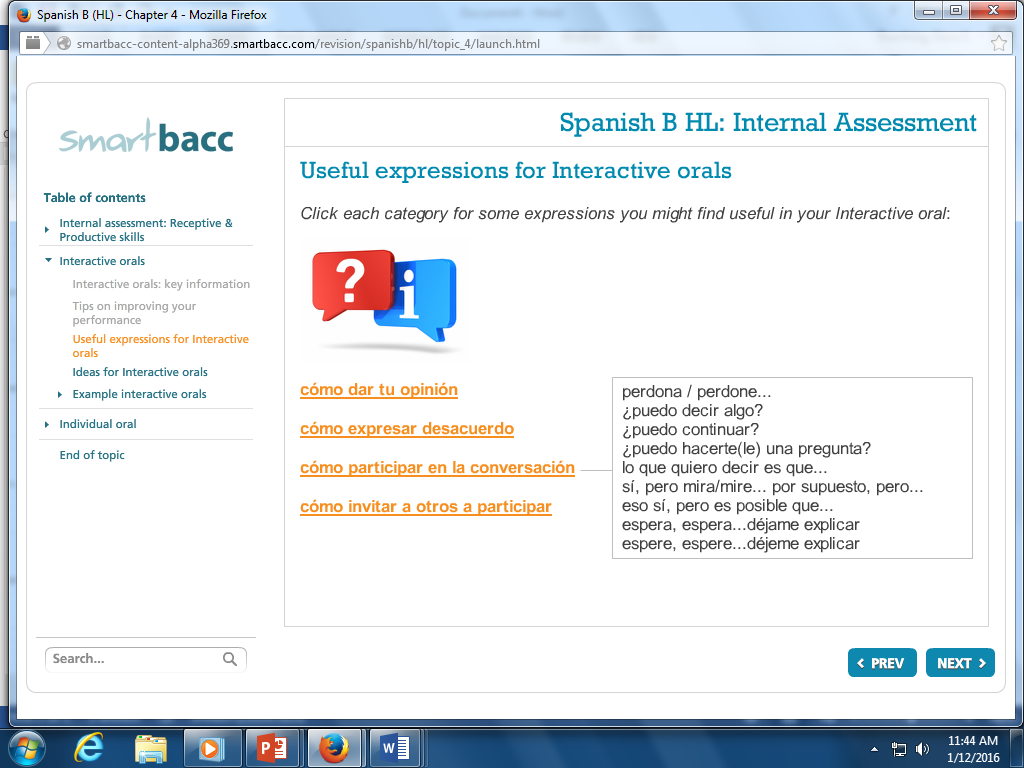 Spanish B (HL) - Chapter 4 - Mozilla Firefox
smartbacc-content-alpha369.smartbacc.com/revision/spanishb/hl/topic_4/launch.html
smartbacc
Table of contents
Internal assessment: Receptive &
Productive skills
Interactive orals
Interactive orals: key information
Tips on improving your
performance
Useful expressions for Interactive
orals
Ideas for Interactive orals
Example interactive orals
Individual oral
End of topic
Search...
Spanish B HL: Internal Assessment
Useful expressions for Interactive orals
Click each category for some expressions you might find useful in your Interactive oral:
? i
cómo dar tu opinión
cómo expresar desacuerdo
cómo participar en la conversación
cómo invitar a otros a participar
perdona / perdone...
¿puedo decir algo?
¿puedo continuar?
¿puedo hacerte(le) una pregunta?
lo que quiero decir es que...
sí, pero mira/mire... por supuesto, pero...
eso sí, pero es posible que...
espera, espera...déjame explicar
espere, espere...déjeme explicar
PREV
NEXT
11:44 AM
1/12/2016